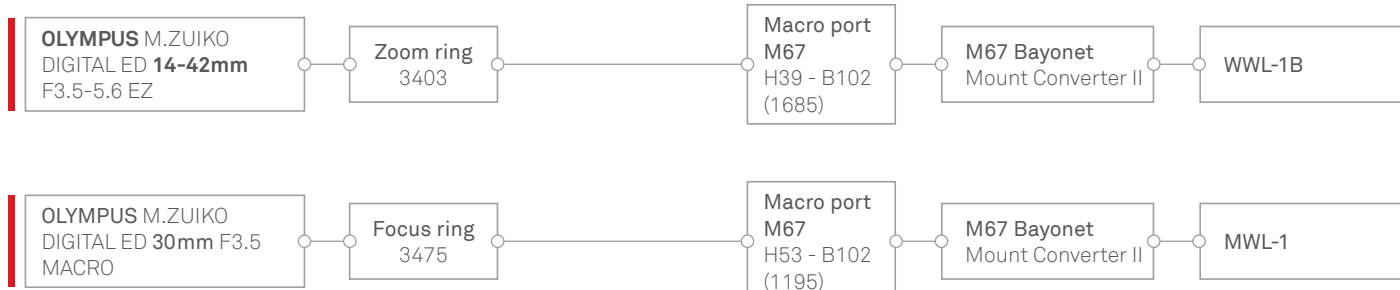 OLYMPUS M.ZUIKO
DIGITAL ED 14-42mm
F3.5-5.6 EZ
Zoom ring
3403
Macro port
M67
H39 - B102
(1685)
M67 Bayonet
Mount Converter II
WWL-1B
OLYMPUS M.ZUIKO
DIGITAL ED 30mm F3.5
MACRO
Focus ring
3475
Macro port
M67
H53 - B102
(1195)
M67 Bayonet
Mount Converter II
MWL-1